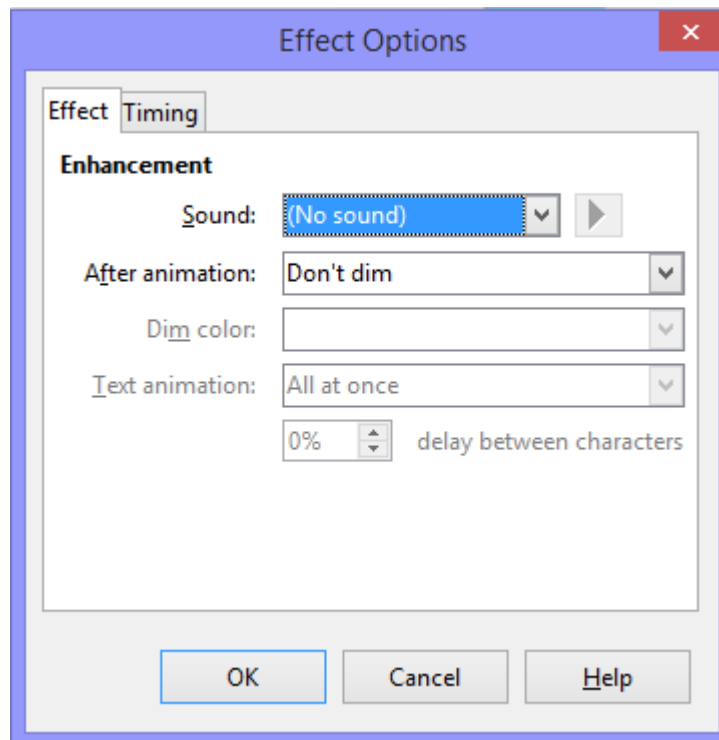 Effect Options
Effect Timing
Enhancement
Sound: (No sound)
After animation: Don't dim
Dim color:
Text animation: All at once
0% delay between characters
OK Cancel Help